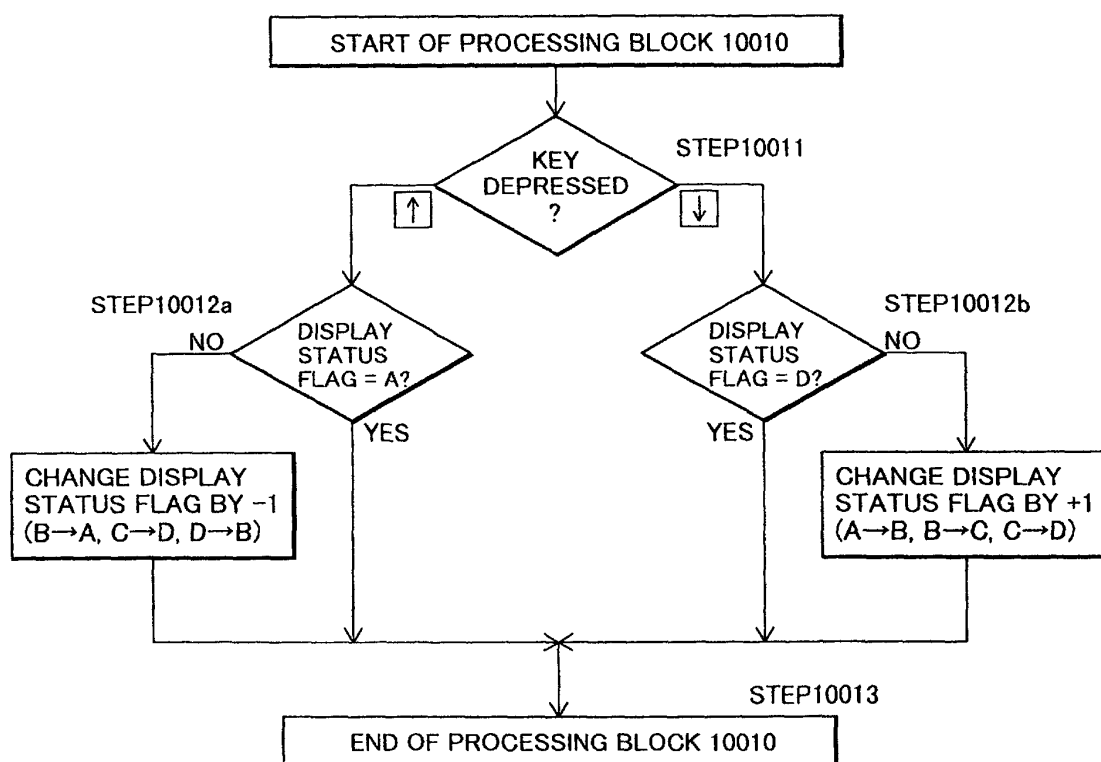 START OF PROCESSING BLOCK 10010
STEP10011
KEY
DEPRESSED
?
↑
↓
STEP10012a
NO
DISPLAY
STATUS
FLAG = A?
YES
STEP10012b
NO
DISPLAY
STATUS
FLAG = D?
YES
CHANGE DISPLAY
STATUS FLAG BY −1
(B→A, C→D, D→B)
CHANGE DISPLAY
STATUS FLAG BY +1
(A→B, B→C, C→D)
STEP10013
END OF PROCESSING BLOCK 10010